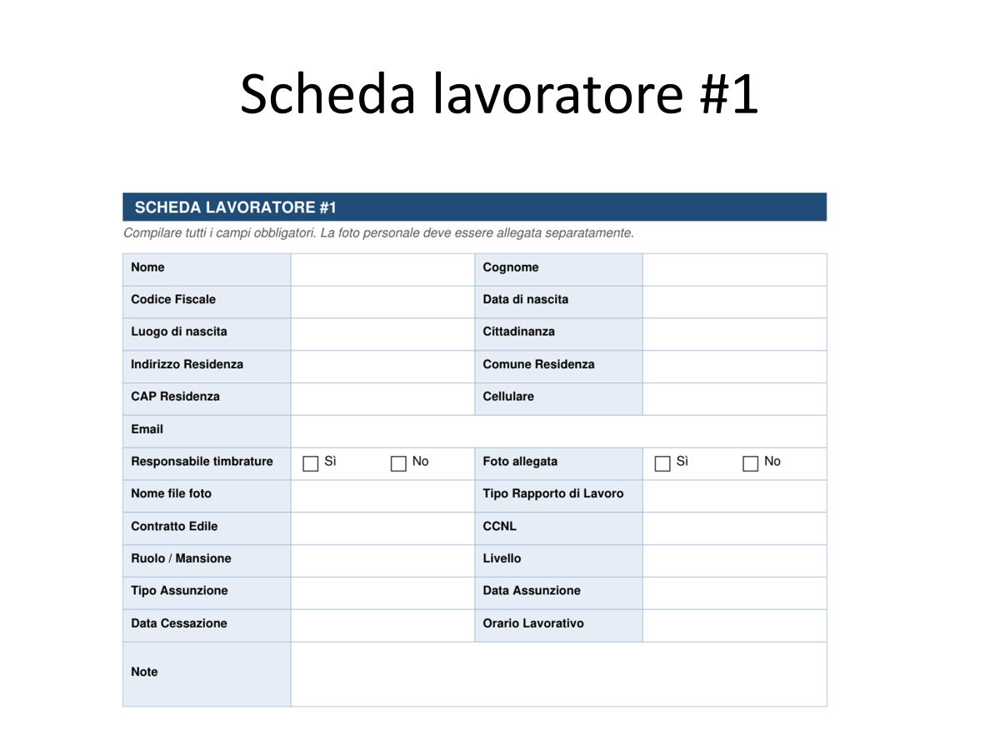 Scheda lavoratore #1
SCHEDA LAVORATORE #1
Compilare tutti i campi obbligatori. La foto personale deve essere allegata separatamente.
Nome Cognome
Codice Fiscale Data di nascita
Luogo di nascita Cittadinanza
Indirizzo Residenza Comune Residenza
CAP Residenza Cellulare
Email
Responsabile timbrature Sì No Foto allegata Sì No
Nome file foto Tipo Rapporto di Lavoro
Contratto Edile CCNL
Ruolo / Mansione Livello
Tipo Assunzione Data Assunzione
Data Cessazione Orario Lavorativo
Note